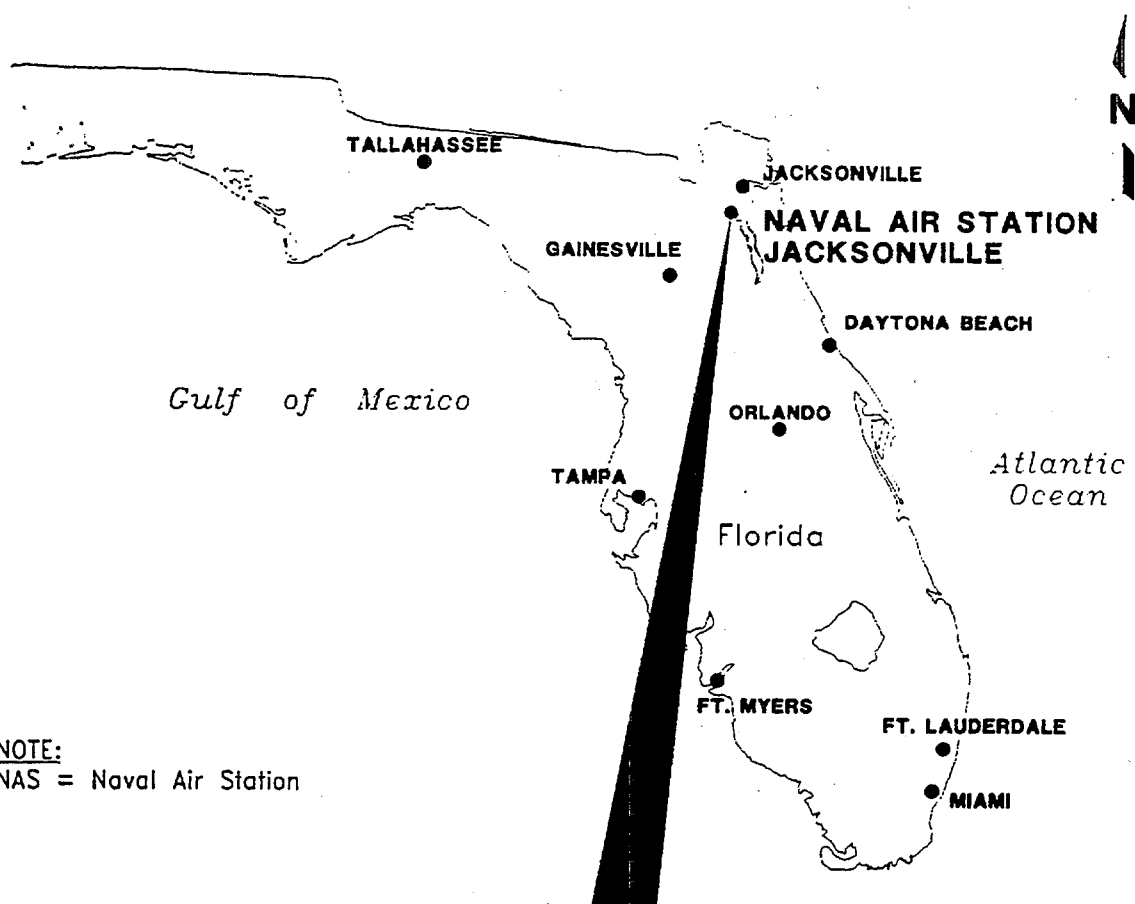 N
TALLAHASSEE
JACKSONVILLE
NAVAL AIR STATION
JACKSONVILLE
GAINESVILLE
DAYTONA BEACH
Gulf of Mexico
ORLANDO
Atlantic
Ocean
TAMPA
Florida
FT. MYERS
FT. LAUDERDALE
MIAMI
NOTE:
NAS = Naval Air Station